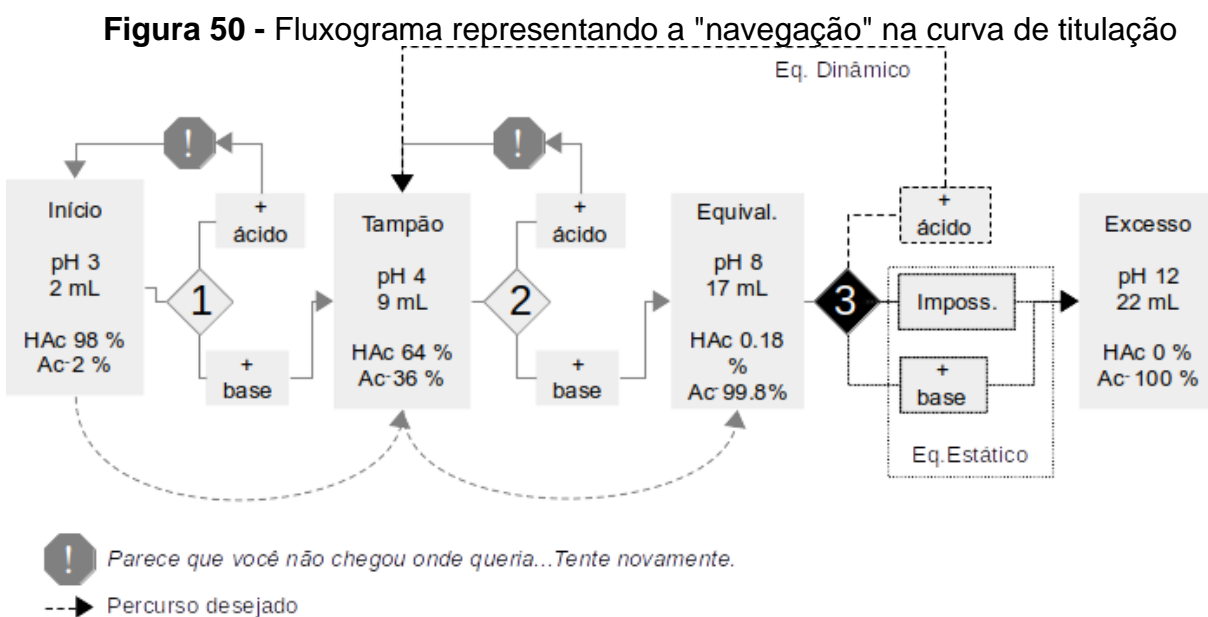 Figura 50 - Fluxograma representando a "navegação" na curva de titulação
Eq. Dinâmico
!
!
Início
pH 3
2 mL
HAc 98 %
Ac-2 %
1
+
ácido
+
base
Tampão
pH 4
9 mL
HAc 64 %
Ac-36 %
2
+
ácido
+
base
Equival.
pH 8
17 mL
HAc 0.18
%
Ac-99.8%
3
+
ácido
Imposs.
+
base
Eq.Estático
Excesso
pH 12
22 mL
HAc 0 %
Ac-100 %
! Parece que você não chegou onde queria...Tente novamente.
Percurso desejado